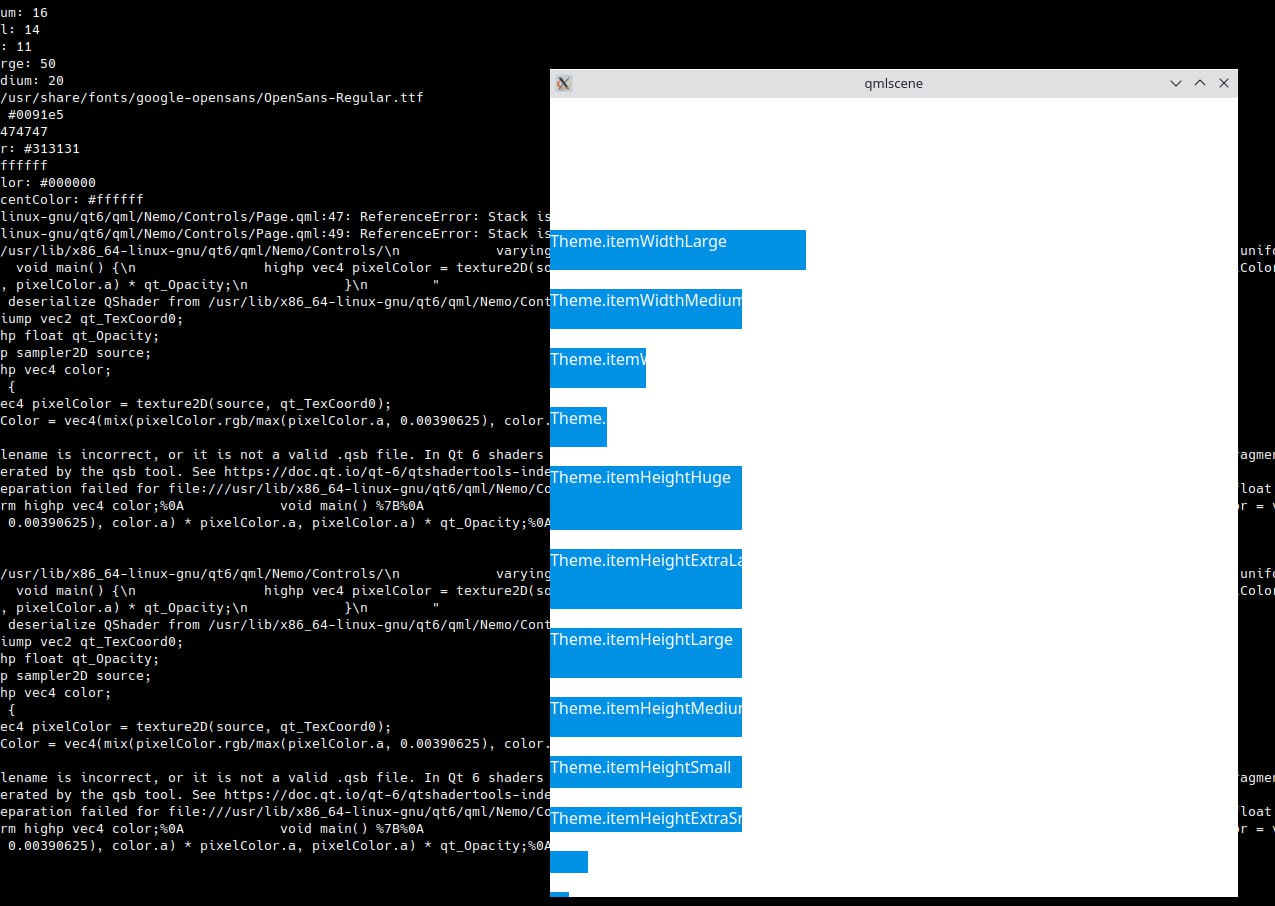 um: 16
l: 14
: 11
rge: 50
dium: 20
/usr/share/fonts/google-opensans/OpenSans-Regular.ttf
#0091e5
474747
r: #313131
ffffff
lor: #000000
centColor: #ffffff
linux-gnu/qt6/qml/Nemo/Controls/Page.qml:47: ReferenceError: Stack is
linux-gnu/qt6/qml/Nemo/Controls/Page.qml:49: ReferenceError: Stack is
/usr/lib/x86_64-linux-gnu/qt6/qml/Nemo/Controls/\n            varying
void main() {\n                highp vec4 pixelColor = texture2D(so
, pixelColor.a) * qt_Opacity;\n            }\n        "
deserialize QShader from /usr/lib/x86_64-linux-gnu/qt6/qml/Nemo/Cont
iump vec2 qt_TexCoord0;
hp float qt_Opacity;
p sampler2D source;
hp vec4 color;
{
ec4 pixelColor = texture2D(source, qt_TexCoord0);
Color = vec4(mix(pixelColor.rgb/max(pixelColor.a, 0.00390625), color.
lename is incorrect, or it is not a valid .qsb file. In Qt 6 shaders
erated by the qsb tool. See https://doc.qt.io/qt-6/qtshadertools-inde
eparation failed for file:///usr/lib/x86_64-linux-gnu/qt6/qml/Nemo/Co
rm highp vec4 color;%0A            void main() %7B%0A
0.00390625), color.a) * pixelColor.a, pixelColor.a) * qt_Opacity;%0A
/usr/lib/x86_64-linux-gnu/qt6/qml/Nemo/Controls/\n            varying
void main() {\n                highp vec4 pixelColor = texture2D(so
, pixelColor.a) * qt_Opacity;\n            }\n        "
deserialize QShader from /usr/lib/x86_64-linux-gnu/qt6/qml/Nemo/Cont
iump vec2 qt_TexCoord0;
hp float qt_Opacity;
p sampler2D source;
hp vec4 color;
{
ec4 pixelColor = texture2D(source, qt_TexCoord0);
Color = vec4(mix(pixelColor.rgb/max(pixelColor.a, 0.00390625), color.
lename is incorrect, or it is not a valid .qsb file. In Qt 6 shaders
erated by the qsb tool. See https://doc.qt.io/qt-6/qtshadertools-inde
eparation failed for file:///usr/lib/x86_64-linux-gnu/qt6/qml/Nemo/Co
rm highp vec4 color;%0A            void main() %7B%0A
0.00390625), color.a) * pixelColor.a, pixelColor.a) * qt_Opacity;%0A
qmlscene
Theme.itemWidthLarge
Theme.itemWidthMedium
Theme.itemW
Theme.
Theme.itemHeightHuge
Theme.itemHeightExtraLa
Theme.itemHeightLarge
Theme.itemHeightMediur
Theme.itemHeightSmall
Theme.itemHeightExtraSr
unifo
Color
ragmen
float
or = v
unifo
Color
ragmen
float
or = v